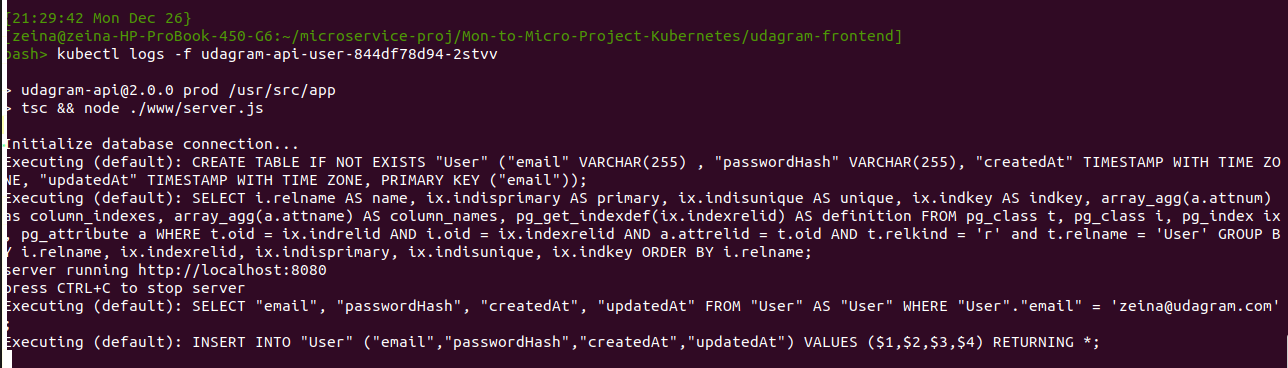 [21:29:42 Mon Dec 26}
[zeina@zeina-HP-ProBook-450-G6:~/microservice-proj/Mon-to-Micro-Project-Kubernetes/udagram-frontend]
bash> kubectl logs -f udagram-api-user-844df78d94-2stvv
> udagram-api@2.0.0 prod /usr/src/app
> tsc && node ./www/server.js
Initialize database connection...
Executing (default): CREATE TABLE IF NOT EXISTS "User" ("email" VARCHAR(255) , "passwordHash" VARCHAR(255), "createdAt" TIMESTAMP WITH TIME ZO
NE, "updatedAt" TIMESTAMP WITH TIME ZONE, PRIMARY KEY ("email"));
Executing (default): SELECT i.relname AS name, ix.indisprimary AS primary, ix.indisunique AS unique, ix.indkey AS indkey, array_agg(a.attnum)
as column_indexes, array_agg(a.attname) AS column_names, pg_get_indexdef(ix.indexrelid) AS definition FROM pg_class t, pg_class i, pg_index ix
, pg_attribute a WHERE t.oid = ix.indrelid AND i.oid = ix.indexrelid AND a.attrelid = t.oid AND t.relkind = 'r' and t.relname = 'User' GROUP B
Y i.relname, ix.indexrelid, ix.indisprimary, ix.indisunique, ix.indkey ORDER BY i.relname;
server running http://localhost:8080
press CTRL+C to stop server
Executing (default): SELECT "email", "passwordHash", "createdAt", "updatedAt" FROM "User" AS "User" WHERE "User"."email" = 'zeina@udagram.com'
;
Executing (default): INSERT INTO "User" ("email","passwordHash","createdAt","updatedAt") VALUES ($1,$2,$3,$4) RETURNING *;